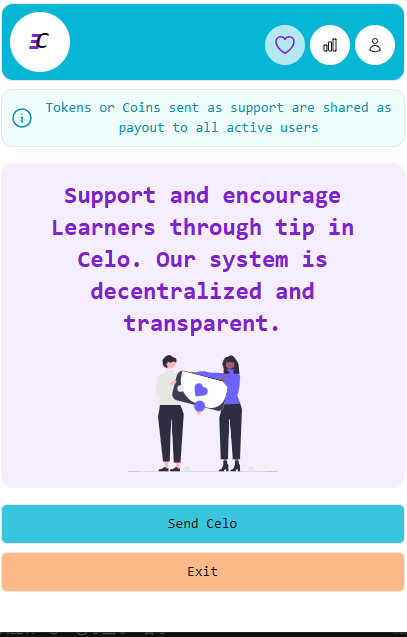 EC
Tokens or Coins sent as support are shared as
payout to all active users
Support and encourage
Learners through tip in
Celo. Our system is
decentralized and
transparent.
Send Celo
Exit